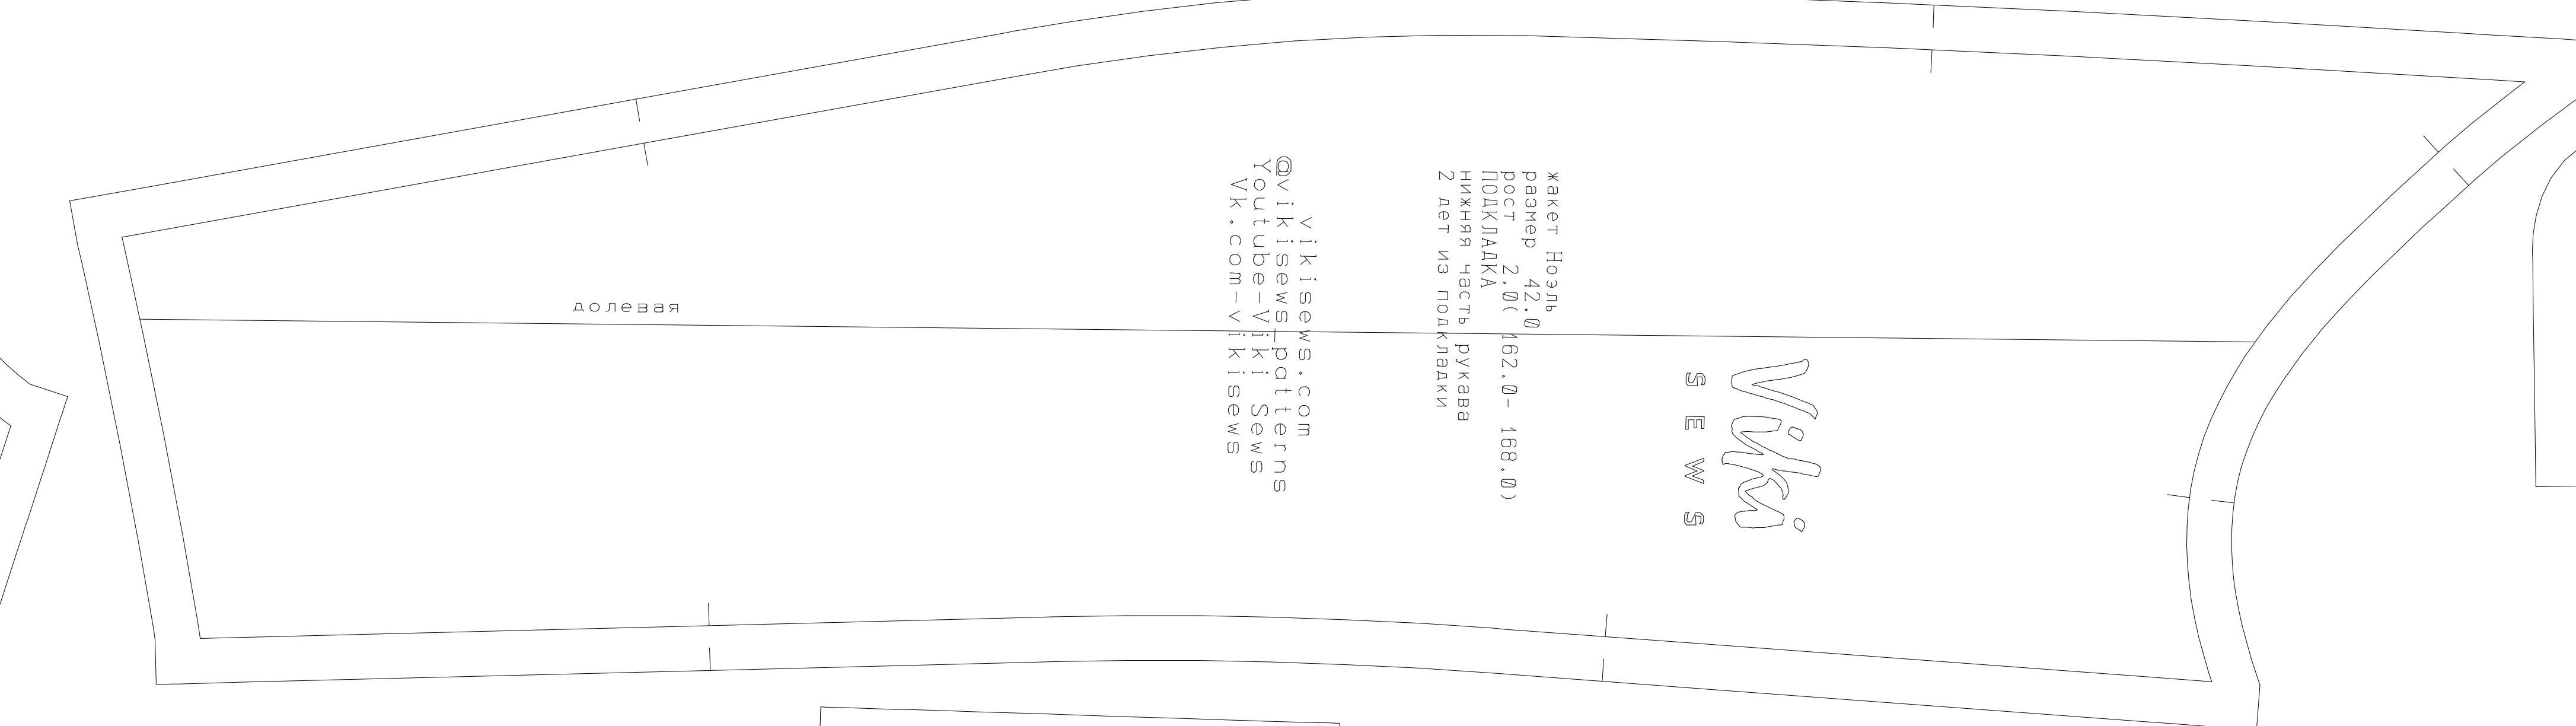 долевая
vikisews.com
@vikisews_patterns
Youtube-Viki Sews
Vk.com-vikisews
жакет Ноэль
размер 42.0
рост 2.0( 162.0- 168.0)
ПОДКЛАДКА
нижняя часть рукава
2 дет из подкладки
Viki
SEWS